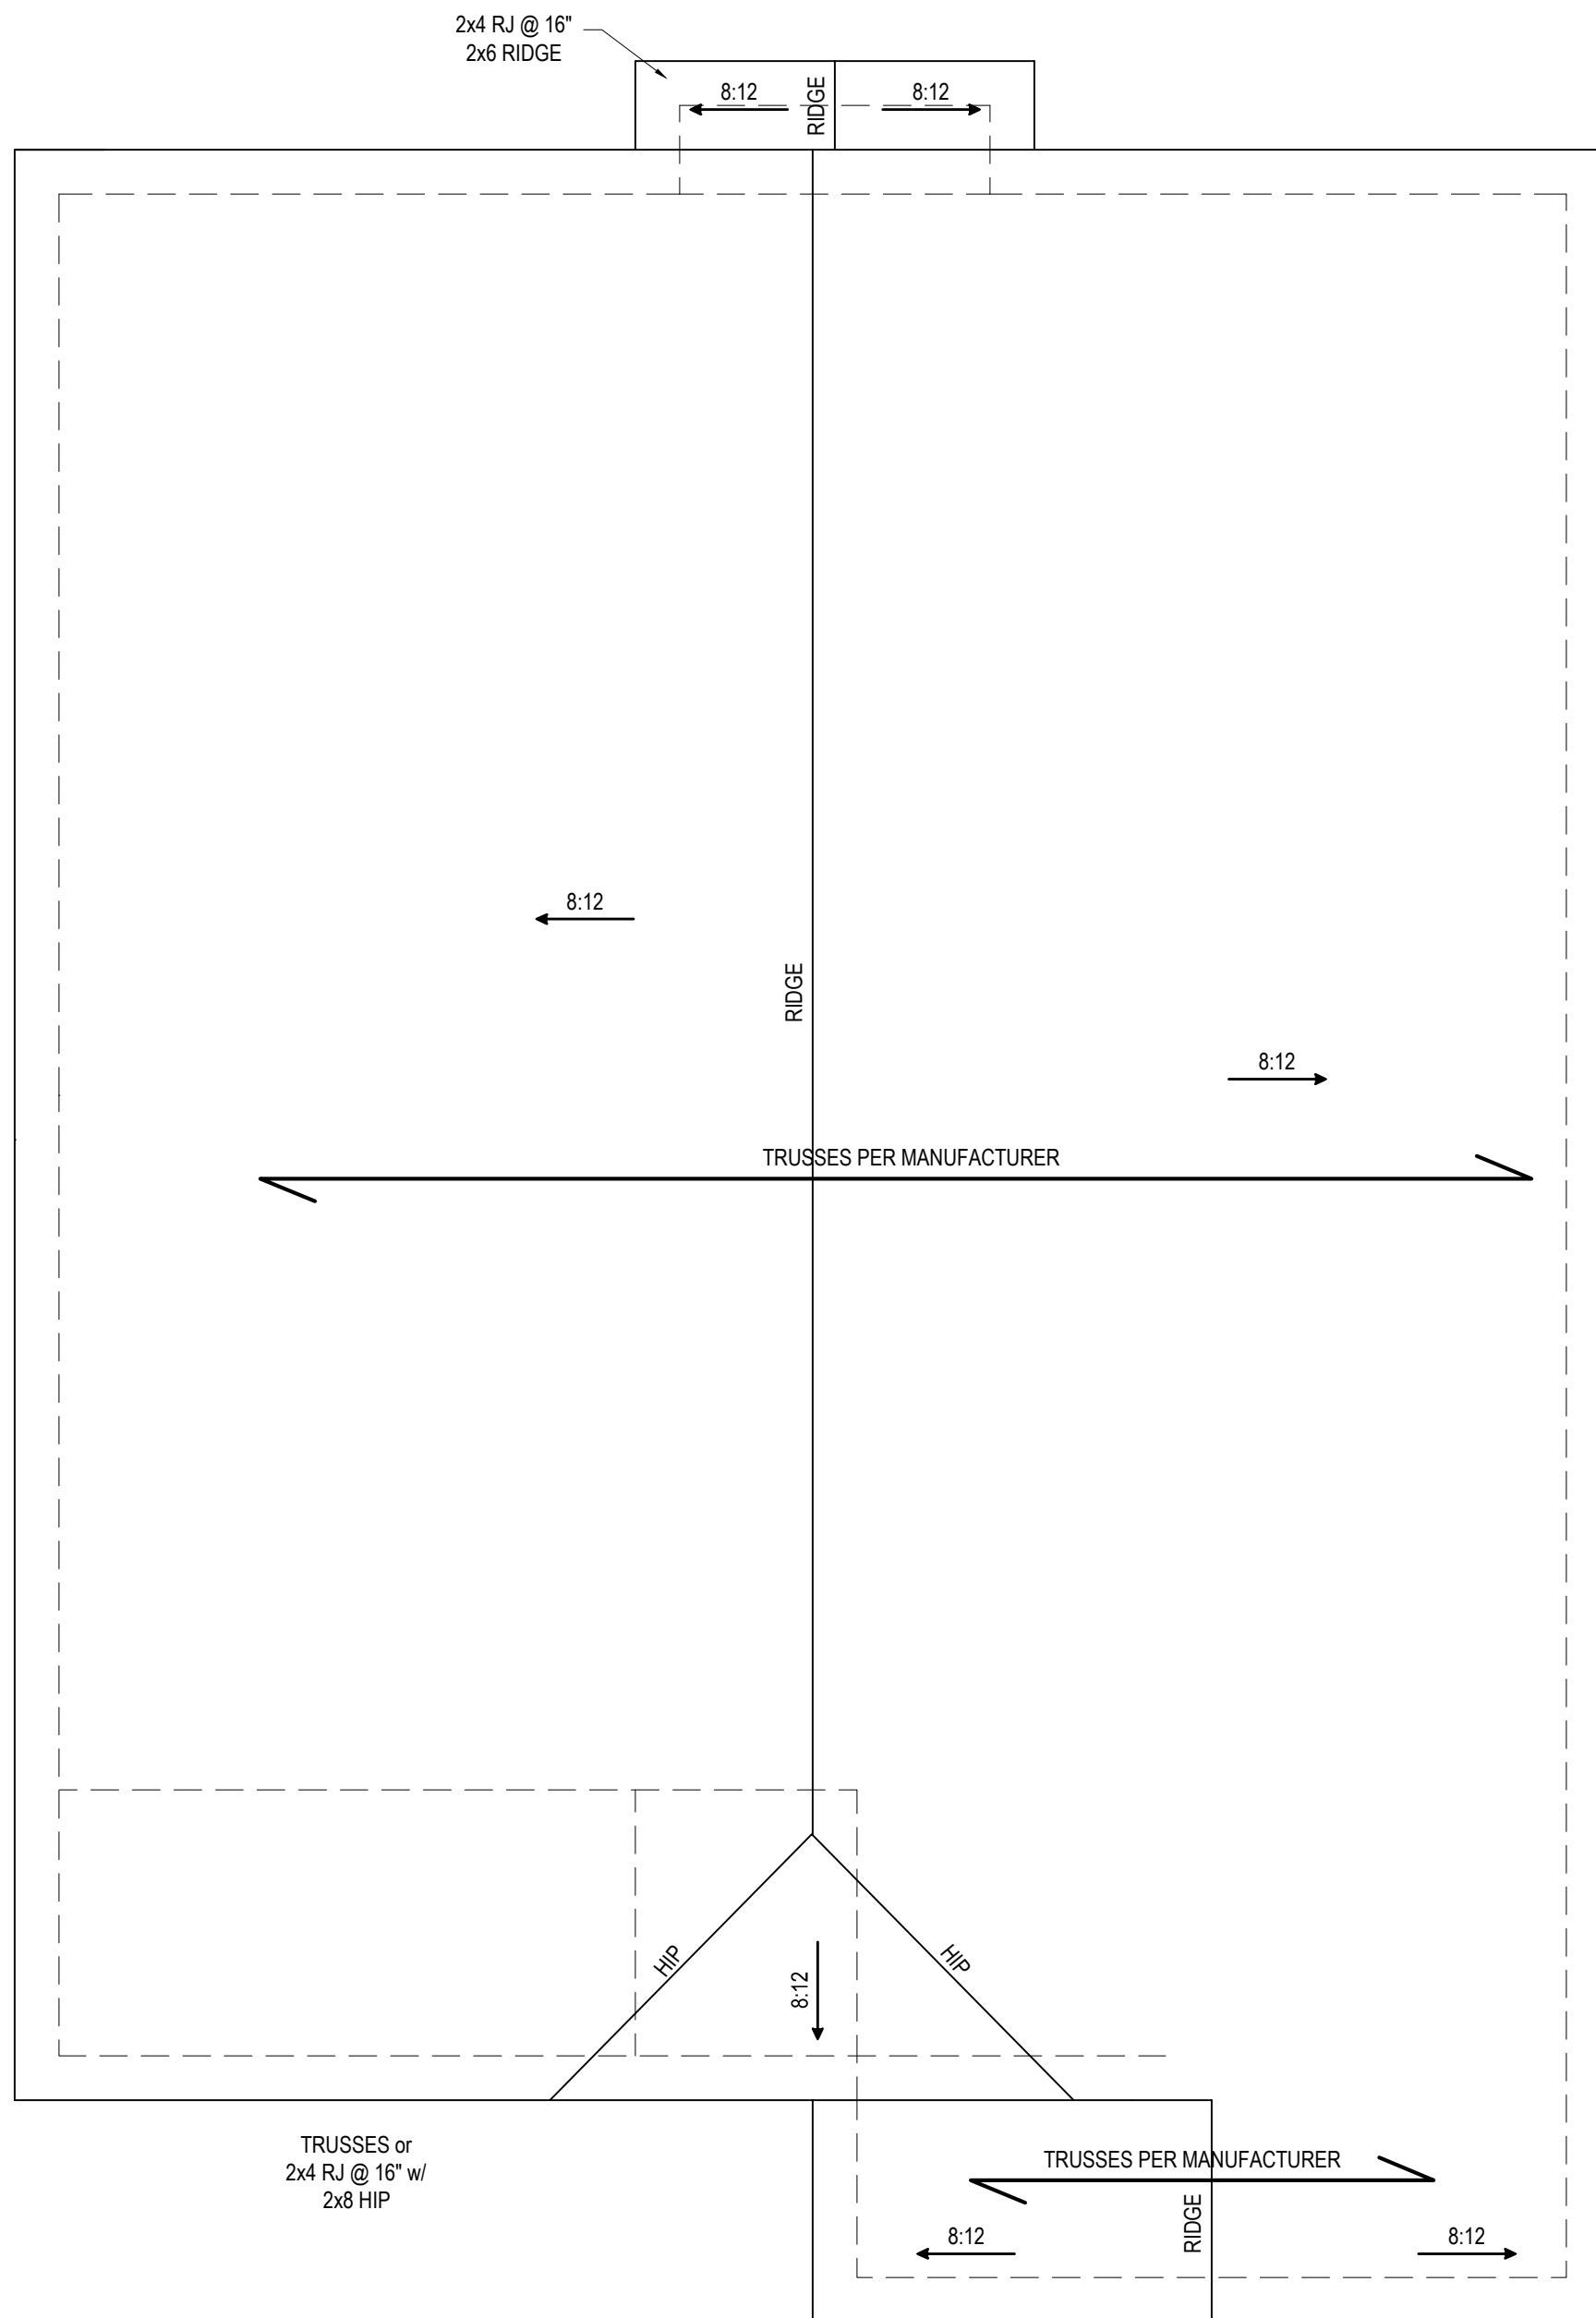 2x4 RJ @ 16"
2x6 RIDGE
8:12
RIDGE
8:12
8:12
RIDGE
8:12
TRUSSES PER MANUFACTURER
HIP
HIP
8:12
TRUSSES or
2x4 RJ @ 16" w/
2x8 HIP
TRUSSES PER MANUFACTURER
RIDGE
8:12
8:12